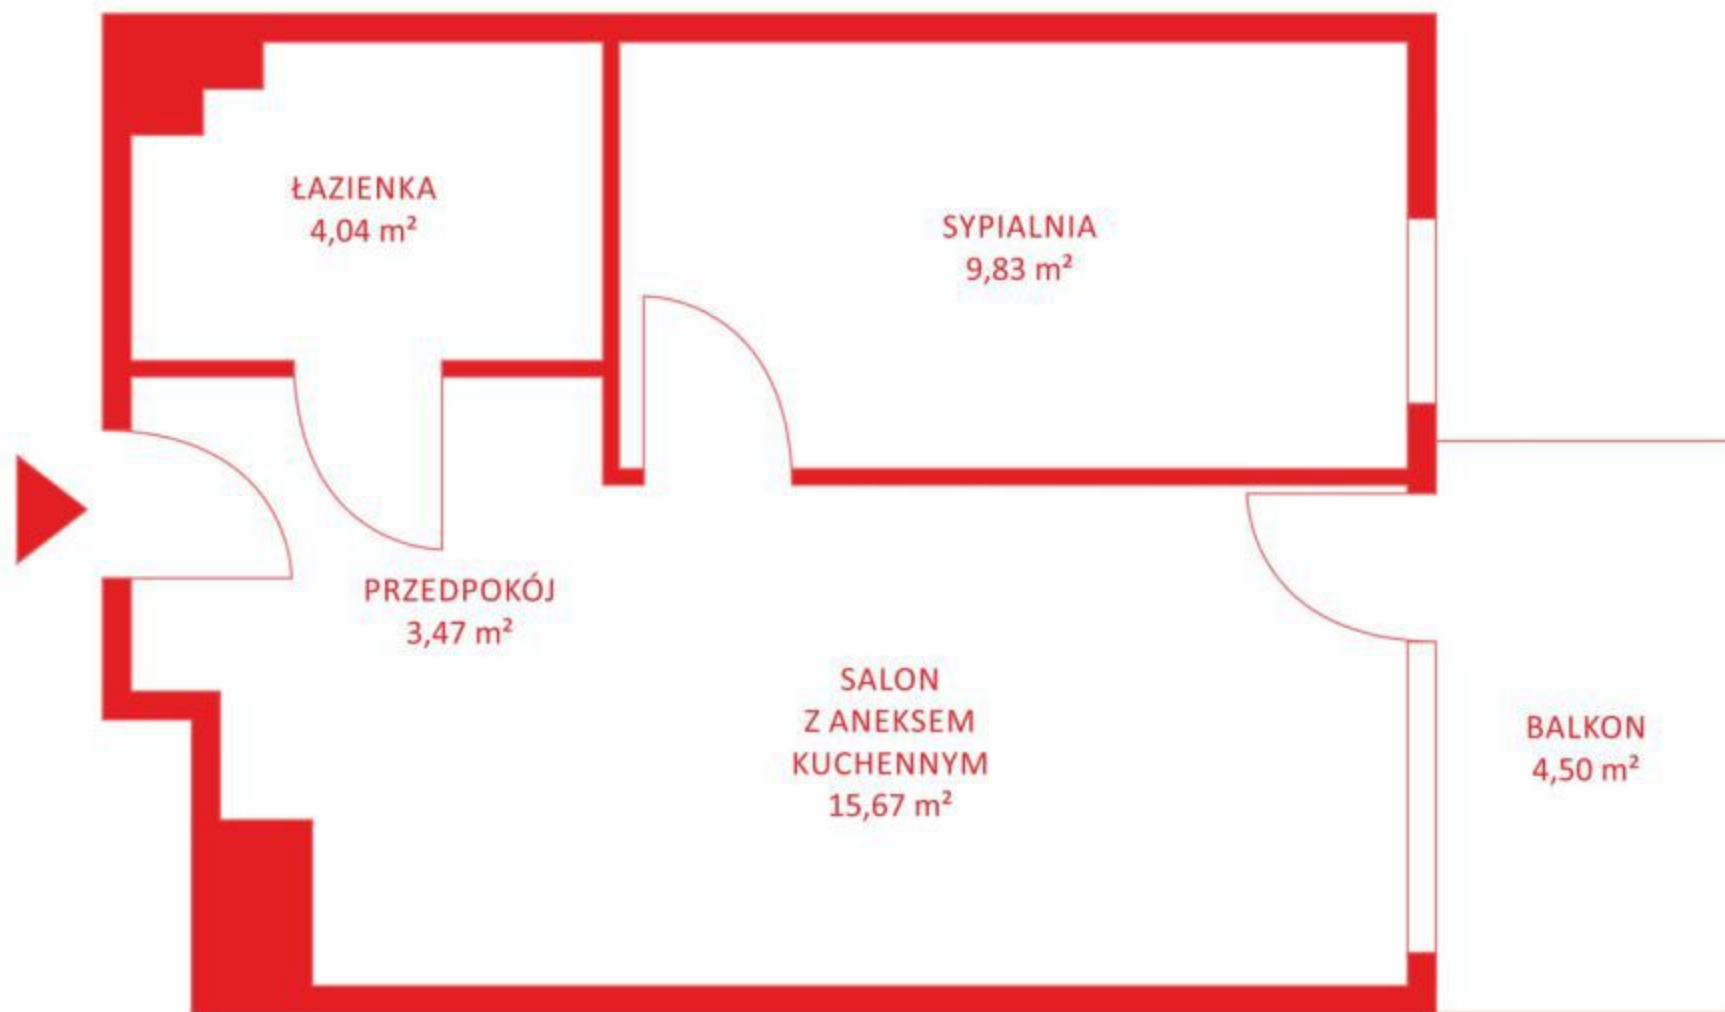 ŁAZIENKA
4,04 m²
SYPIALNIA
9,83 m²
PRZEDPOKÓJ
3,47 m²
SALON
Z ANEKSEM
KUCHENNYM
15,67 m²
BALKON
4,50 m²